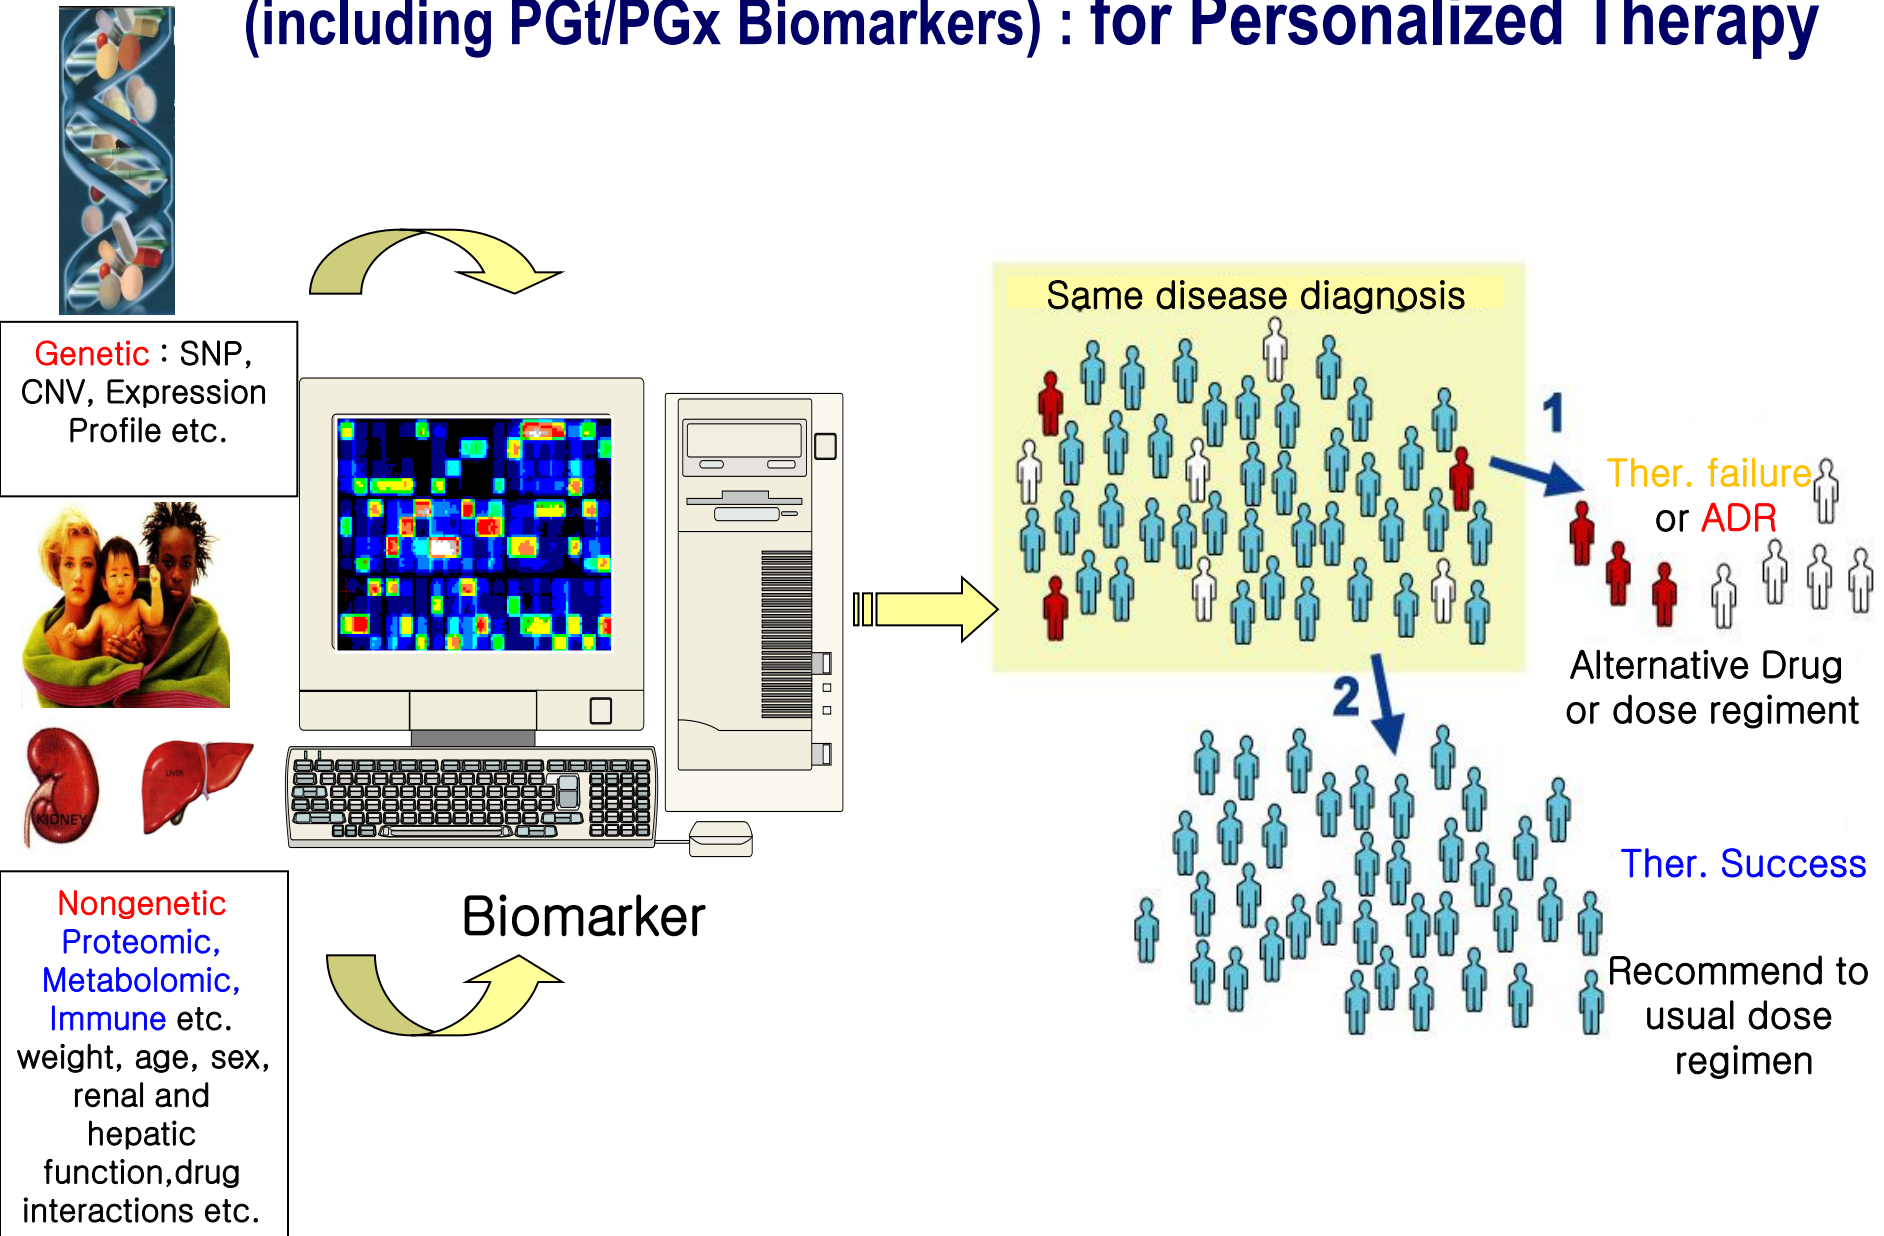 (including PGt/PGx Biomarkers) : for Personalized Therapy
Genetic : SNP,
CNV, Expression
Profile etc.
KIDNEY
LIVER
Nongenetic
Proteomic,
Metabolomic,
Immune etc.
weight, age, sex,
renal and
hepatic
function,drug
interactions etc.
Biomarker
Same disease diagnosis
1
Ther. failure
or ADR
Alternative Drug
or dose regiment
2
Ther. Success
Recommend to
usual dose
regimen